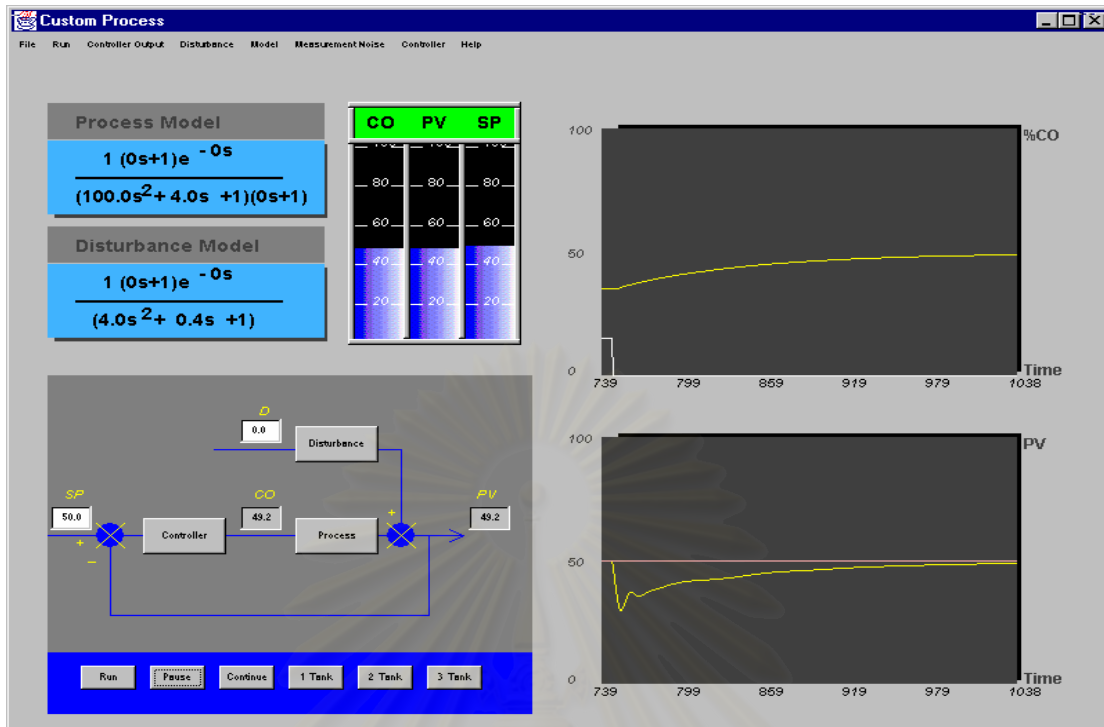 Custom Process
File Run Controller Output Disturbance Model Measurement Noise Controller Help
Process Model
1 (0s+1)e - 0s
(100.0s2+ 4.0s +1)(0s+1)
Disturbance Model
1 (0s+1)e - 0s
(4.0s2+ 0.4s +1)
CO PV SP
100 100 100
80 80 80
60 60 60
40 40 40
20 20 20
100
%CO
50
0
Time
739 799 859 919 979 1038
100
PV
50
0
Time
739 799 859 919 979 1038
D
0.0
Disturbance
SP
CO
PV
50.0
49.2
49.2
+
+
−
Controller
Process
Run Pause Continue 1 Tank 2 Tank 3 Tank